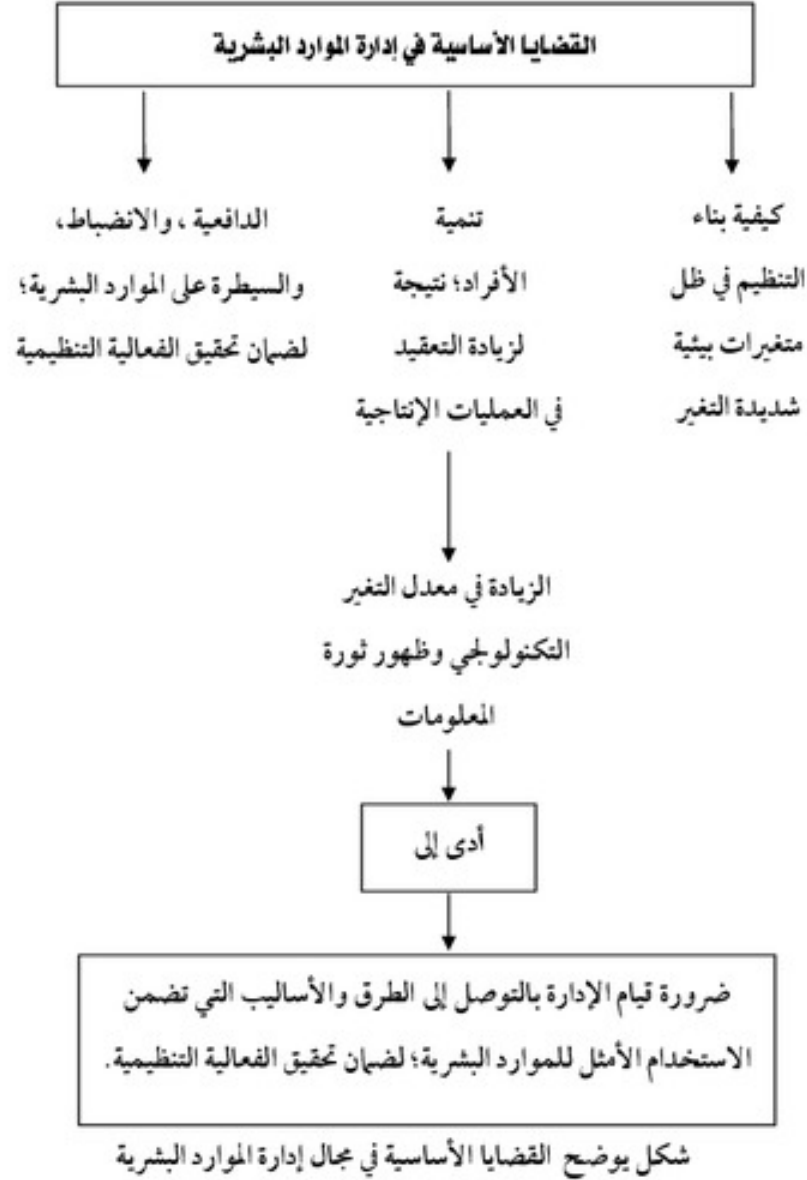 القضايا الأساسية في إدارة الموارد البشرية
كيفية بناء
التنظيم في ظل
متغيرات بيئية
شديدة التغير
تنمية
الأفراد؛ نتيجة
لزيادة التعقيد
في العمليات الإنتاجية
الدافعية ، والانضباط،
والسيطرة على الموارد البشرية؛
لضمان تحقيق الفعالية التنظيمية
الزيادة في معدل التغير
التكنولولجي وظهور ثورة
المعلومات
أدى إلى
ضرورة قيام الإدارة بالتوصل إلى الطرق والأساليب التي تضمن
الاستخدام الأمثل للموارد البشرية؛ لضمان تحقيق الفعالية التنظيمية.
شكل يوضح القضايا الأساسية في مجال إدارة الموارد البشرية